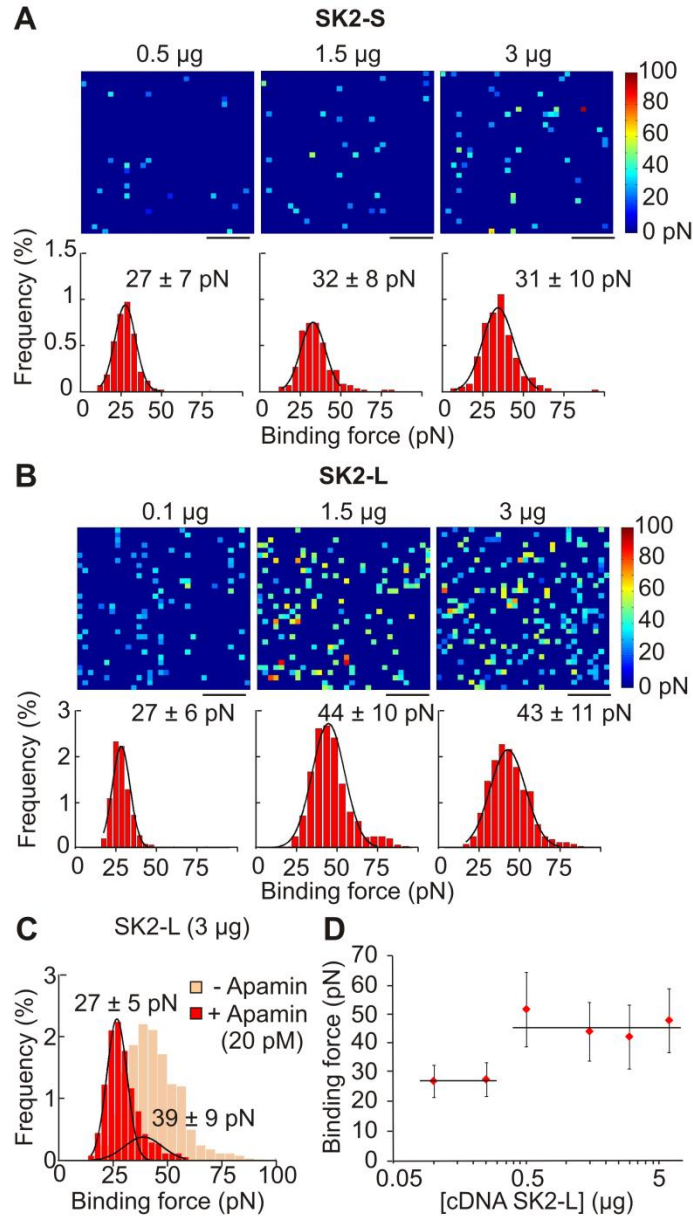 A
SK2-S
0.5 µg 1.5 µg 3 µg
100
80
60
40
20
0 pN
Frequency (%)
1.5
1
0.5
0
27 ± 7 pN 32 ± 8 pN 31 ± 10 pN
0 25 50 75 0 25 50 75 0 25 50 75
Binding force (pN)
B
SK2-L
0.1 µg 1.5 µg 3 µg
100
80
60
40
20
0 pN
Frequency (%)
3
2
1
0
27 ± 6 pN 44 ± 10 pN 43 ± 11 pN
0 25 50 75 0 25 50 75 0 25 50 75
Binding force (pN)
C
SK2-L (3 µg)
Frequency (%)
3
2
1
0
- Apamin
+ Apamin
(20 pM)
27 ± 5 pN
39 ± 9 pN
0 25 50 75 100
Binding force (pN)
D
Binding force (pN)
70
60
50
40
30
20
10
0
0.05 0.5 5
[cDNA SK2-L] (µg)